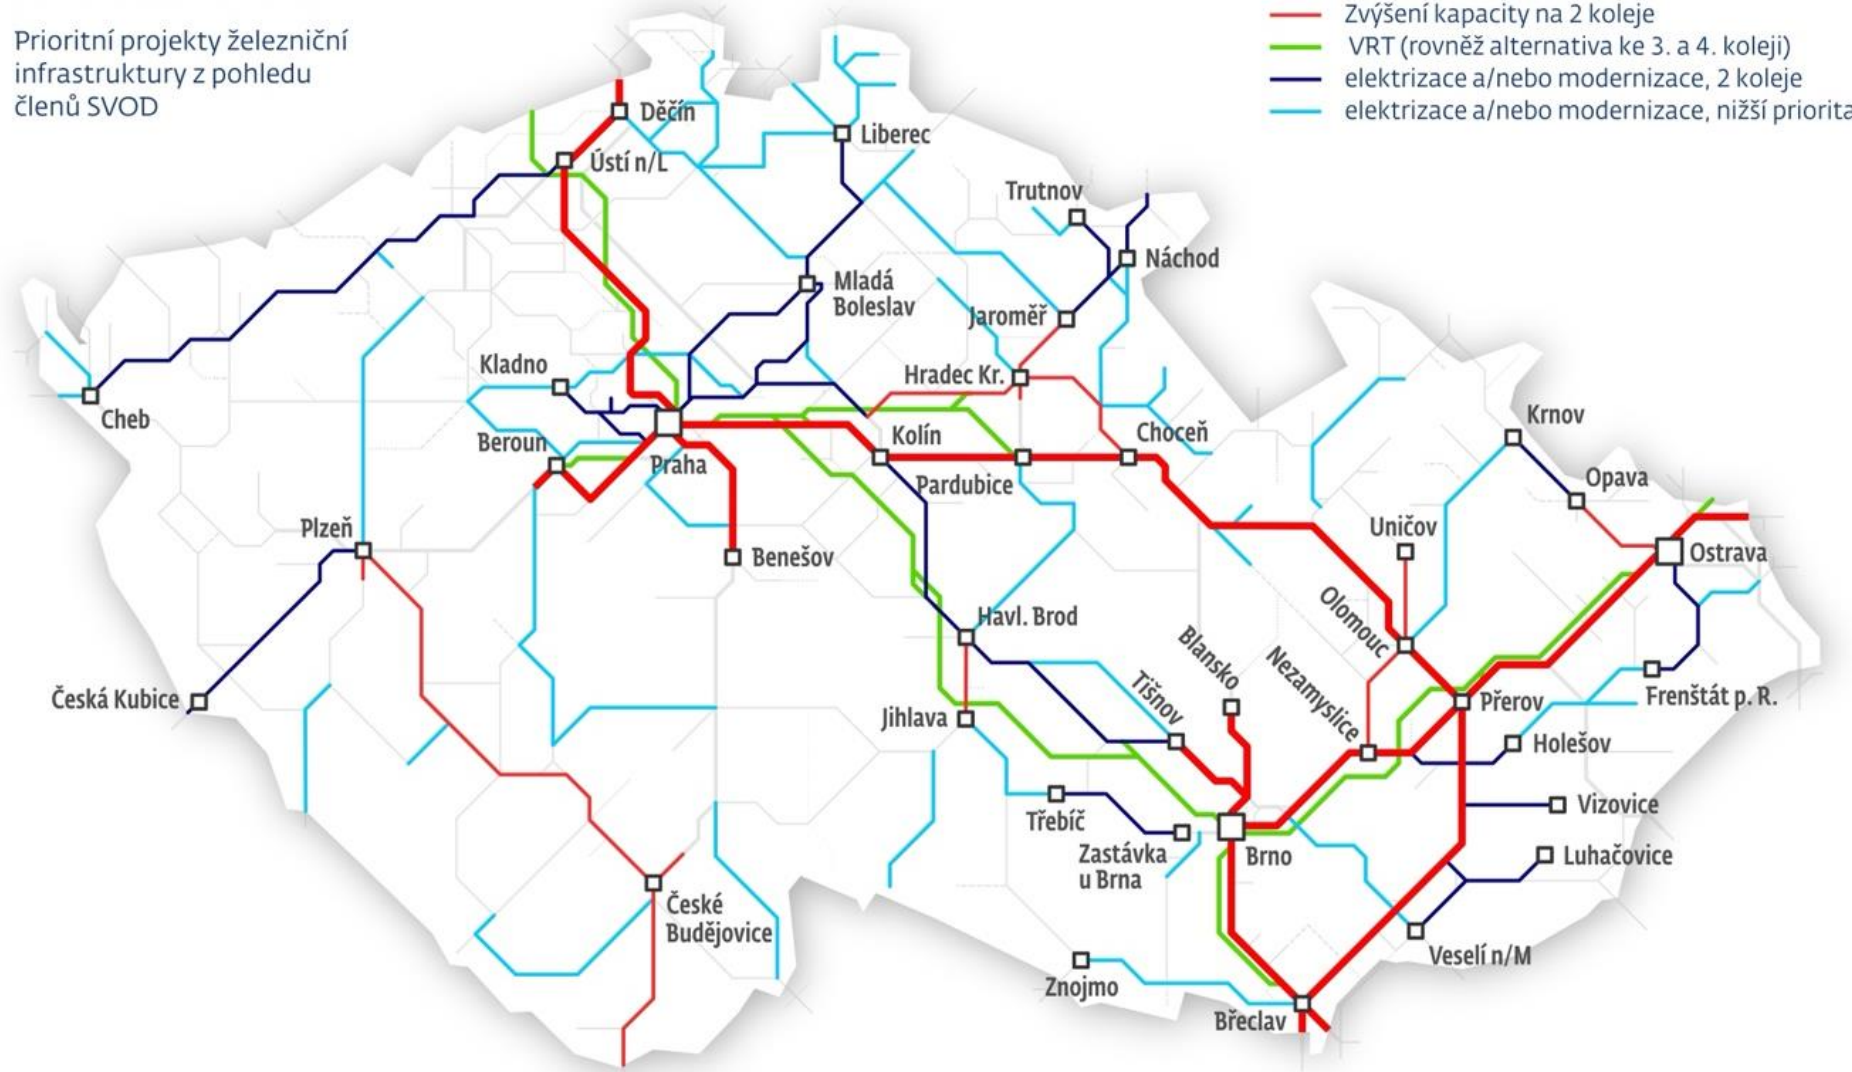 Prioritní projekty železniční
infrastruktury z pohledu
členů SVOD
Zvýšení kapacity na 2 koleje
VRT (rovněž alternativa ke 3. a 4. koleji)
elektrizace a/nebo modernizace, 2 koleje
elektrizace a/nebo modernizace, nižší priorita
Děčín
Ústí n/L
Liberec
Trutnov
Náchod
Mladá
Boleslav
Jaroměř
Kladno
Hradec Kr.
Cheb
Beroun
Praha
Kolín
Choceň
Krnov
Pardubice
Opava
Plzeň
Uničov
Benešov
Ostrava
Olomouc
Havl. Brod
Blansko
Nezamyslice
Tišnov
Česká Kubice
Jihlava
Přerov
Frenštát p. R.
Holešov
Třebíč
Vizovice
Zastávka
u Brna
Brno
Luhačovice
České
Budějovice
Veselí n/M
Znojmo
Břeclav